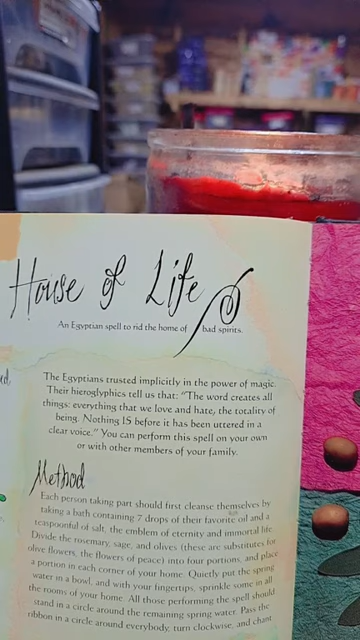 House of Life
An Egyptian spell to rid the home of bad spirits.
The Egyptians trusted implicitly in the power of magic.
Their hieroglyphics tell us that: "The word creates all
things: everything that we love and hate, the totality of
being. Nothing IS before it has been uttered in a
clear voice." You can perform this spell on your own
or with other members of your family.
Method
Each person taking part should first cleanse themselves by
taking a bath containing 7 drops of their favorite oil and a
teaspoonful of salt, the emblem of eternity and immortal life.
Divide the rosemary, sage, and olives (these are substitutes for
olive flowers, the flowers of peace) into four portions, and place
a portion in each corner of your home. Quietly put the spring
water in a bowl, and with your fingertips, sprinkle some in all
the rooms of your home. All those performing the spell should
stand in a circle around the remaining spring water. Pass the
ribbon in a circle around everybody, turn clockwise, and chant